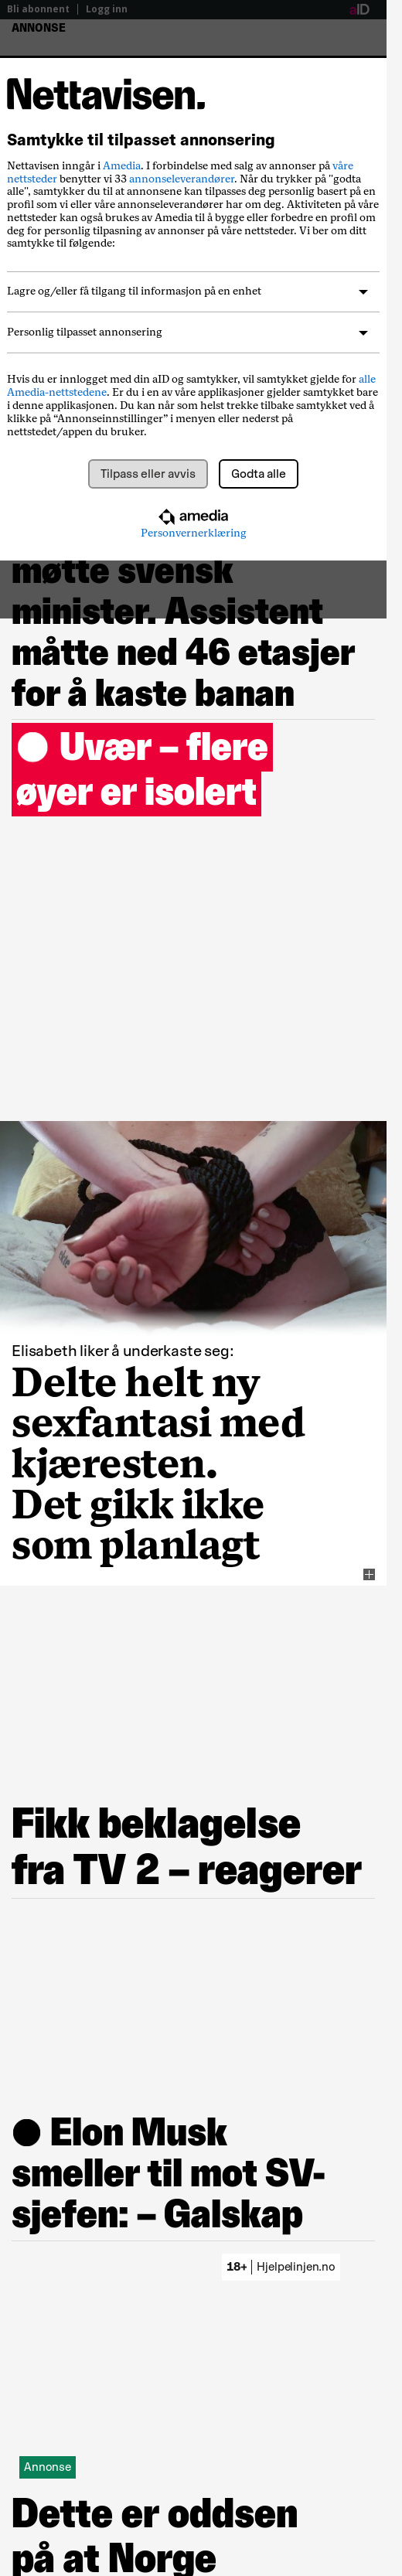 Bli abonnent | Logg inn
aID
ANNONSE
Nettavisen.
Samtykke til tilpasset annonsering
Nettavisen inngår i Amedia. I forbindelse med salg av annonser på våre
nettsteder benytter vi 33 annonseleverandører. Når du trykker på "godta
alle", samtykker du til at annonsene kan tilpasses deg personlig basert på en
profil som vi eller våre annonseleverandører har om deg. Aktiviteten på våre
nettsteder kan også brukes av Amedia til å bygge eller forbedre en profil om
deg for personlig tilpasning av annonser på våre nettsteder. Vi ber om ditt
samtykke til følgende:
Lagre og/eller få tilgang til informasjon på en enhet
Personlig tilpasset annonsering
Hvis du er innlogget med din aID og samtykker, vil samtykket gjelde for alle
Amedia-nettstedene. Er du i en av våre applikasjoner gjelder samtykket bare
i denne applikasjonen. Du kan når som helst trekke tilbake samtykket ved å
klikke på “Annonseinnstillinger” i menyen eller nederst på
nettstedet/appen du bruker.
Tilpass eller avvis
Godta alle
amedia
Personvernerklæring
møtte svensk
minister. Assistent
måtte ned 46 etasjer
for å kaste banan
● Uvær – flere
øyer er isolert
Elisabeth liker å underkaste seg:
Delte helt ny
sexfantasi med
kjæresten.
Det gikk ikke
som planlagt
Fikk beklagelse
fra TV 2 – reagerer
● Elon Musk
smeller til mot SV-
sjefen: – Galskap
18+ | Hjelpelinjen.no
Annonse
Dette er oddsen
på at Norge